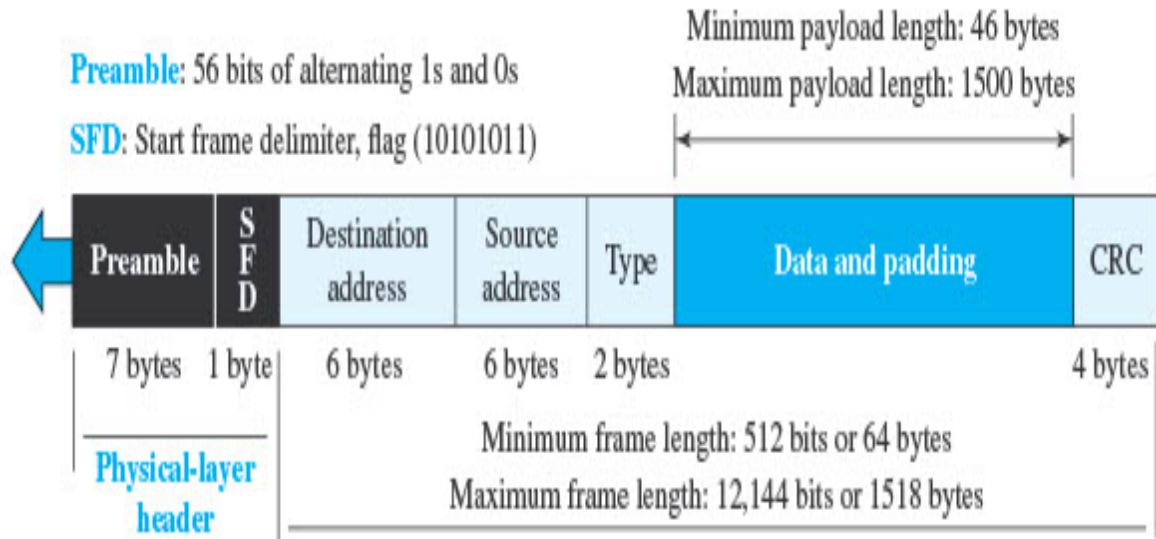 Minimum payload length: 46 bytes
Preamble: 56 bits of alternating 1s and 0s
Maximum payload length: 1500 bytes
SFD: Start frame delimiter, flag (10101011)
Preamble
S
F
D
Destination
address
Source
address
Type
Data and padding
CRC
7 bytes 1 byte 6 bytes 6 bytes 2 bytes 4 bytes
Physical-layer
header
Minimum frame length: 512 bits or 64 bytes
Maximum frame length: 12,144 bits or 1518 bytes